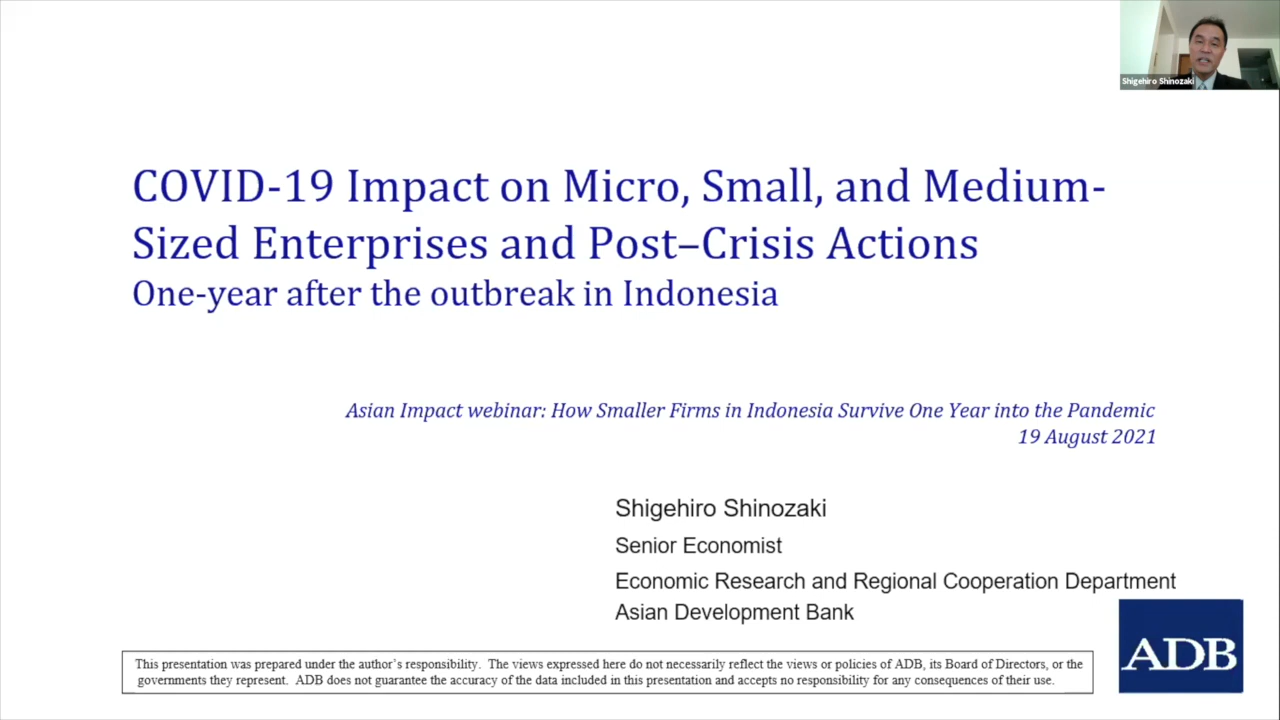 Shigehiro Shinozaki
COVID-19 Impact on Micro, Small, and Medium-
Sized Enterprises and Post–Crisis Actions
One-year after the outbreak in Indonesia
Asian Impact webinar: How Smaller Firms in Indonesia Survive One Year into the Pandemic
19 August 2021
Shigehiro Shinozaki
Senior Economist
Economic Research and Regional Cooperation Department
Asian Development Bank
ADB
This presentation was prepared under the author's responsibility. The views expressed here do not necessarily reflect the views or policies of ADB, its Board of Directors, or the
governments they represent. ADB does not guarantee the accuracy of the data included in this presentation and accepts no responsibility for any consequences of their use.